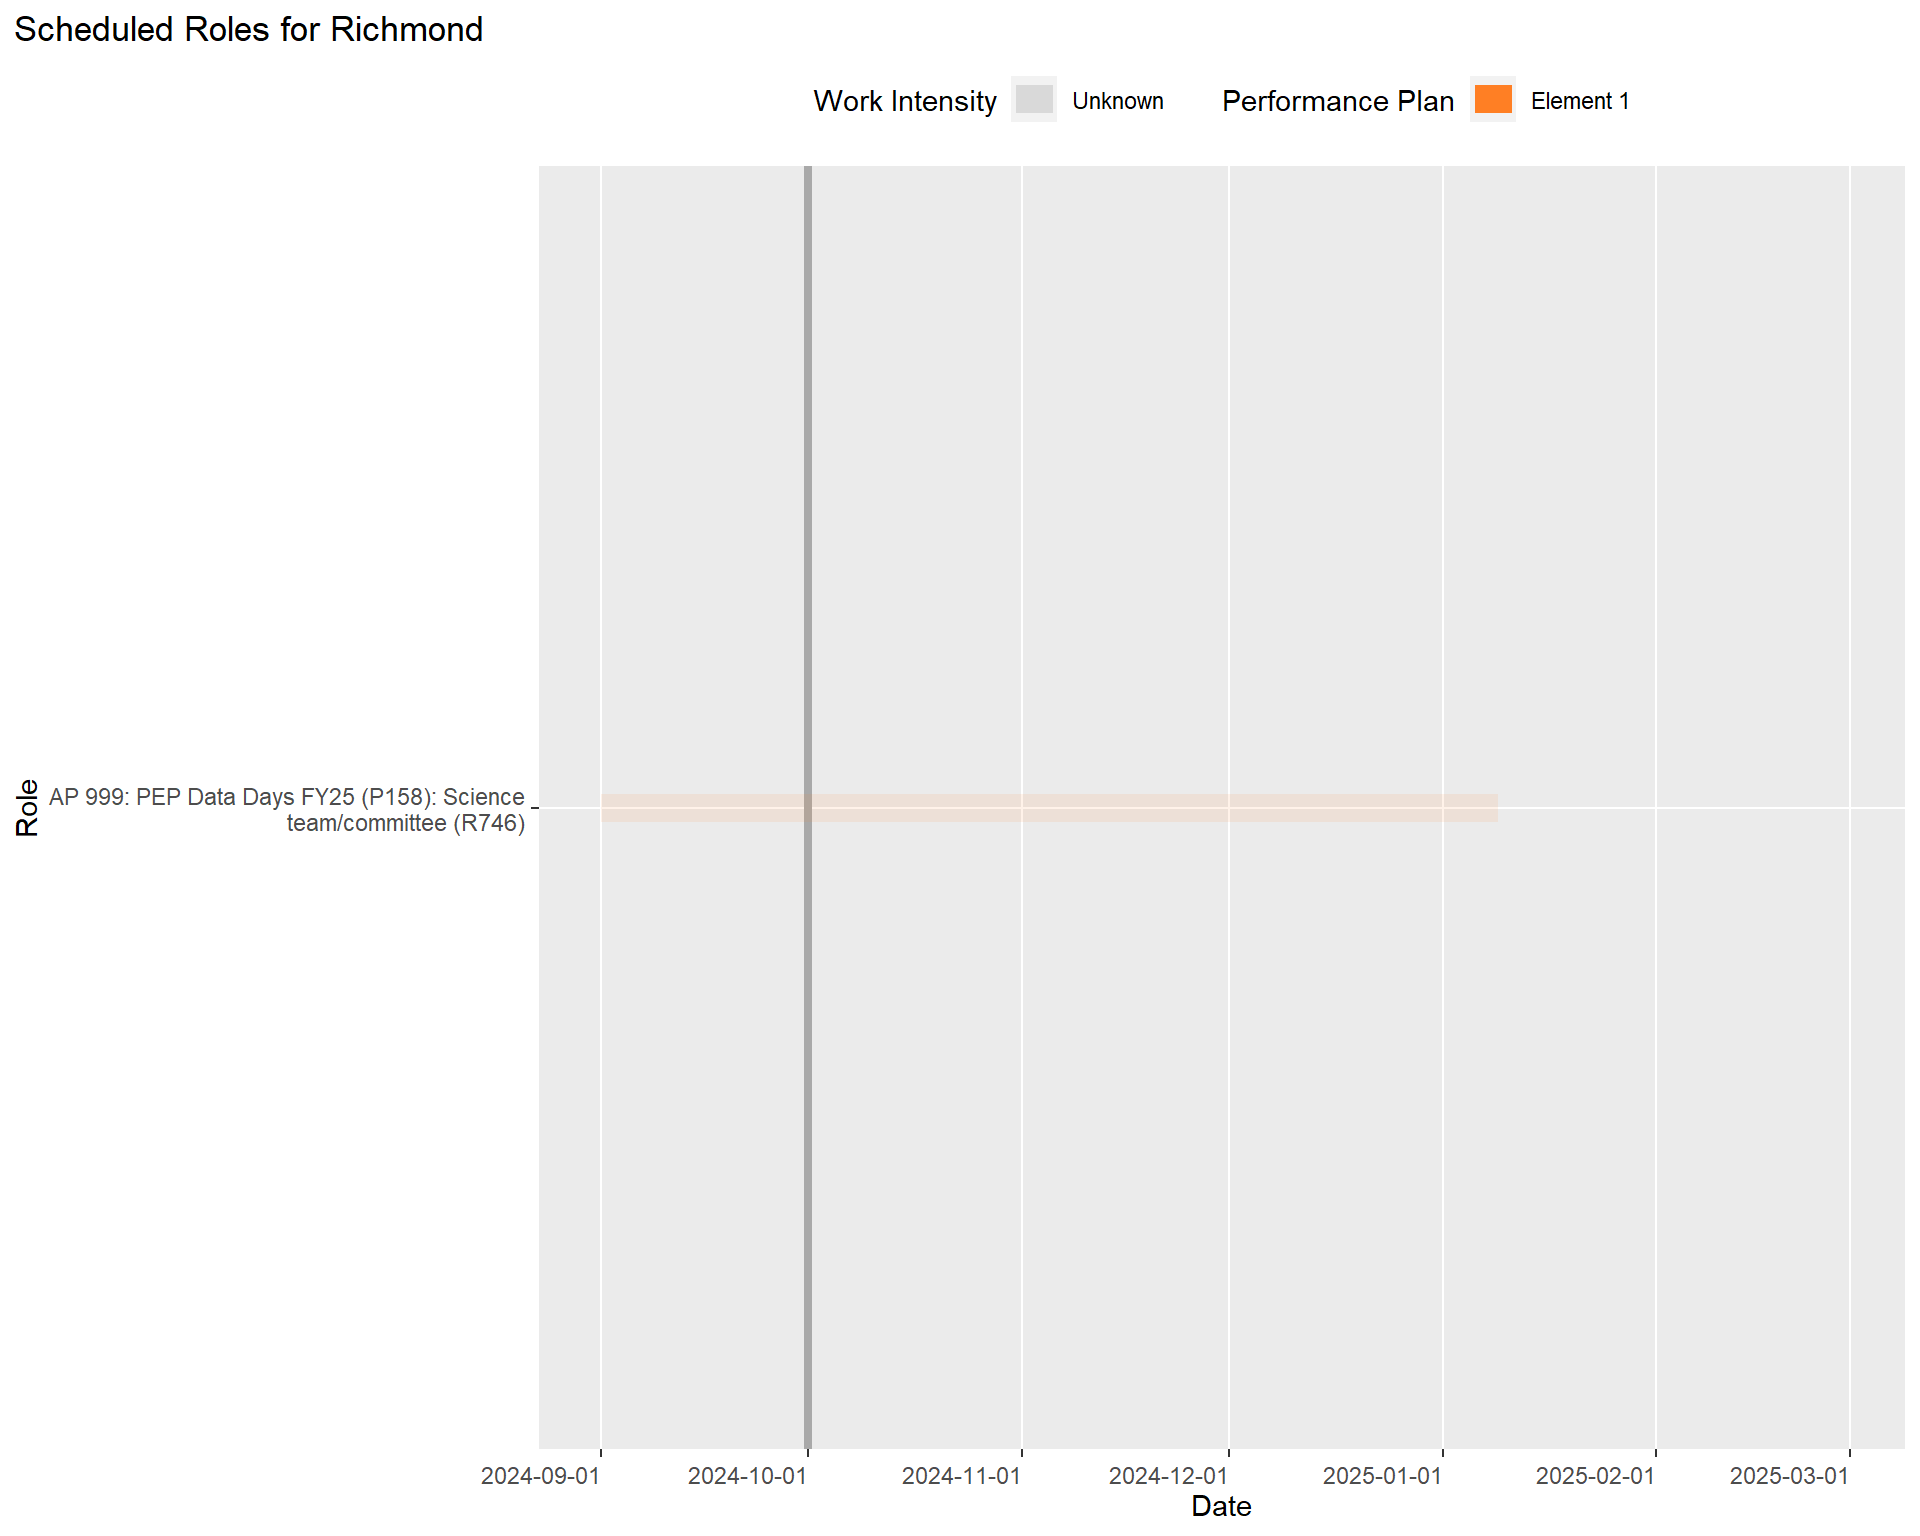 Scheduled Roles for Richmond
Work Intensity Unknown Performance Plan Element 1
Role
AP 999: PEP Data Days FY25 (P158): Science
team/committee (R746)
2024-09-01 2024-10-01 2024-11-01 2024-12-01 2025-01-01 2025-02-01 2025-03-01
Date